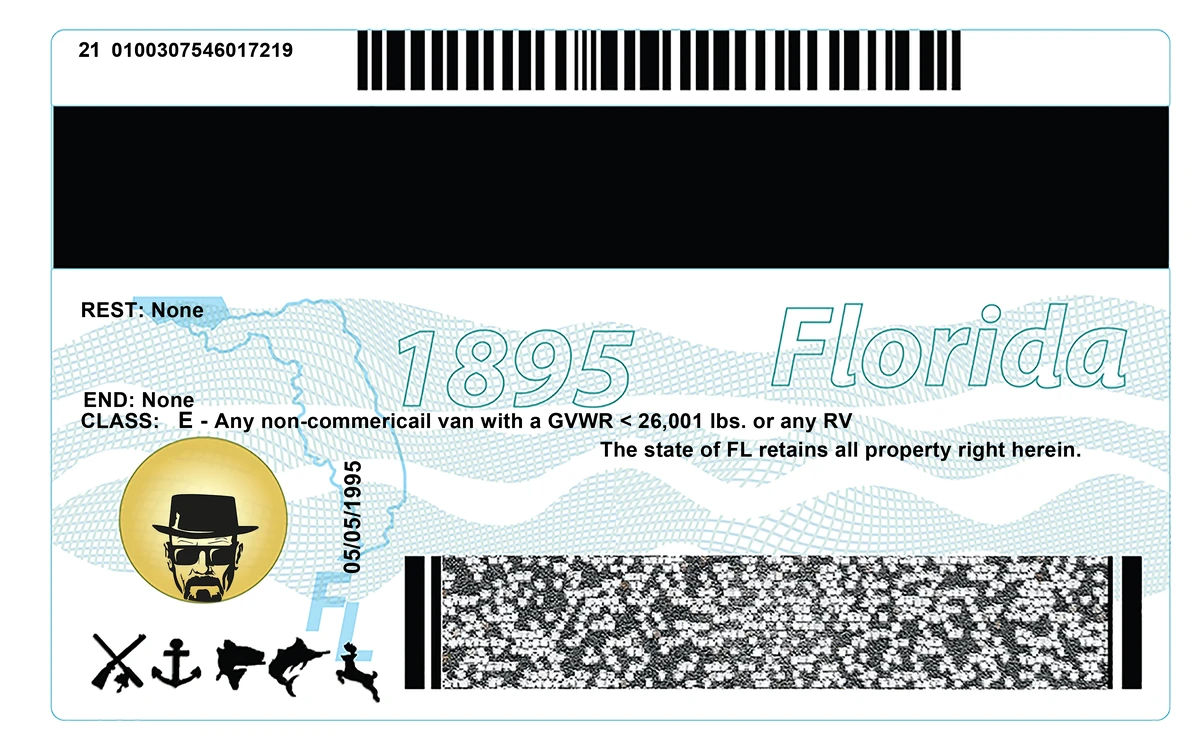 21 0100307546017219
REST: None
1895
Florida
END: None
CLASS: E - Any non-commericail van with a GVWR < 26,001 lbs. or any RV
The state of FL retains all property right herein.
05/05/1995
FL